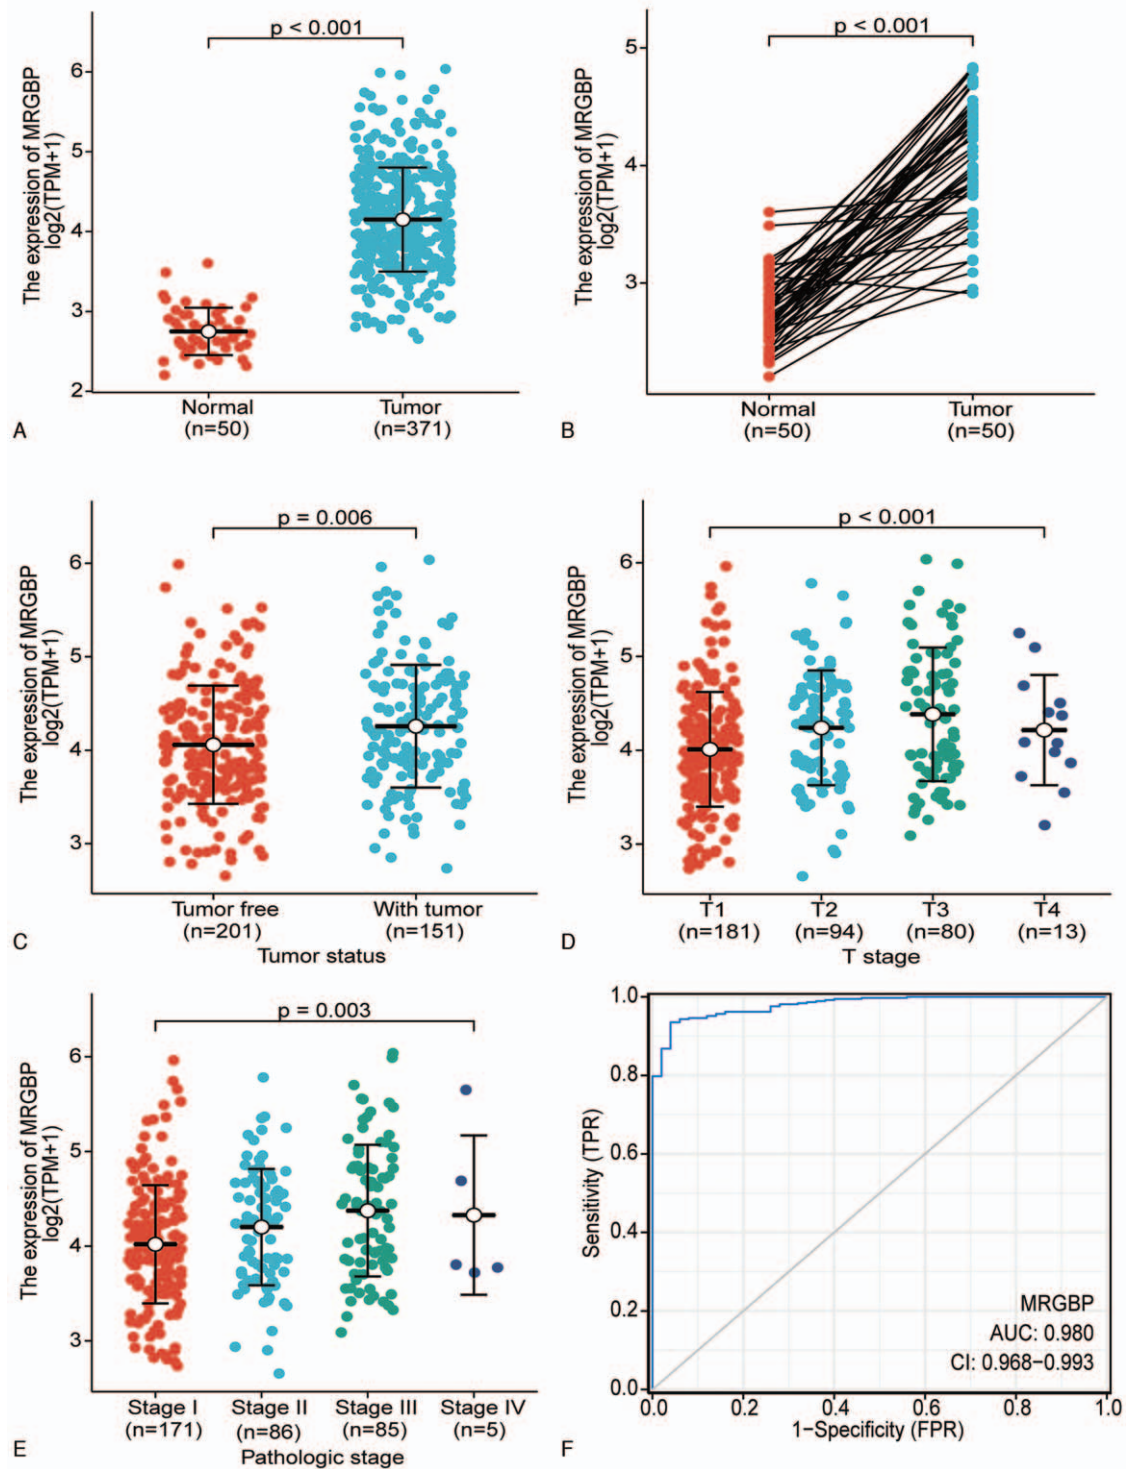 p < 0.001
The expression of MRGBP
log2(TPM+1)
6
5
4
3
2
Normal
(n=50)
Tumor
(n=371)
A
p < 0.001
The expression of MRGBP
log2(TPM+1)
5
4
3
Normal
(n=50)
Tumor
(n=50)
B
p = 0.006
The expression of MRGBP
log2(TPM+1)
6
5
4
3
Tumor free
(n=201)
With tumor
(n=151)
Tumor status
C
p < 0.001
The expression of MRGBP
log2(TPM+1)
6
5
4
3
T1
(n=181)
T2
(n=94)
T3
(n=80)
T4
(n=13)
T stage
D
p = 0.003
The expression of MRGBP
log2(TPM+1)
6
5
4
3
Stage I
(n=171)
Stage II
(n=86)
Stage III
(n=85)
Stage IV
(n=5)
Pathologic stage
E
Sensitivity (TPR)
1.0
0.8
0.6
0.4
0.2
0.0
MRGBP
AUC: 0.980
CI: 0.968−0.993
0.0 0.2 0.4 0.6 0.8 1.0
1−Specificity (FPR)
F